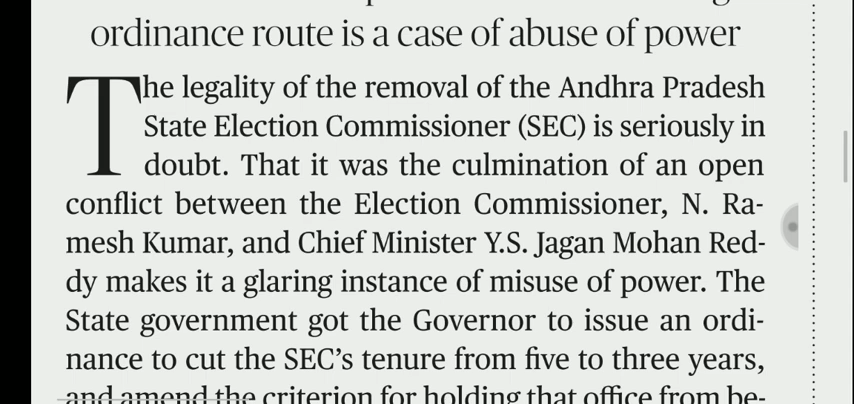 ordinance route is a case of abuse of power
The legality of the removal of the Andhra Pradesh
State Election Commissioner (SEC) is seriously in
doubt. That it was the culmination of an open
conflict between the Election Commissioner, N. Ra-
mesh Kumar, and Chief Minister Y.S. Jagan Mohan Red-
dy makes it a glaring instance of misuse of power. The
State government got the Governor to issue an ordi-
nance to cut the SEC’s tenure from five to three years,
and amend the criterion for holding that office from be-